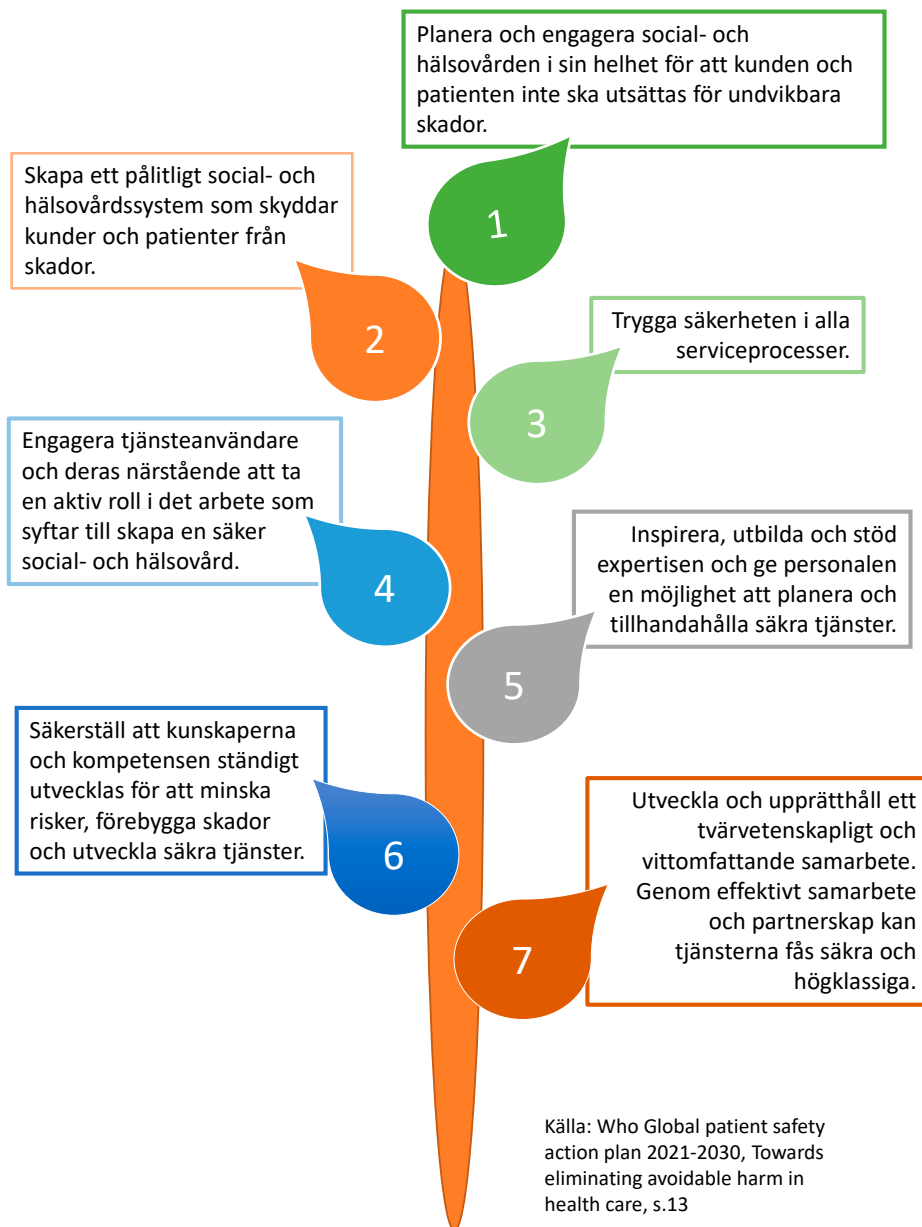 Planera och engagera social- och
hälsovården i sin helhet för att kunden och
patienten inte ska utsättas för undvikbara
skador.
1
Skapa ett pålitligt social- och
hälsovårdssystem som skyddar
kunder och patienter från
skador.
2
Trygga säkerheten i alla
serviceprocesser.
3
Engagera tjänsteanvändare
och deras närstående att ta
en aktiv roll i det arbete som
syftar till skapa en säker
social- och hälsovård.
4
Inspirera, utbilda och stöd
expertisen och ge personalen
en möjlighet att planera och
tillhandahålla säkra tjänster.
5
Säkerställ att kunskaperna
och kompetensen ständigt
utvecklas för att minska
risker, förebygga skador
och utveckla säkra tjänster.
6
Utveckla och upprätthåll ett
tvärvetenskapligt och
vittomfattande samarbete.
Genom effektivt samarbete
och partnerskap kan
tjänsterna fås säkra och
högklassiga.
7
Källa: Who Global patient safety
action plan 2021-2030, Towards
eliminating avoidable harm in
health care, s.13